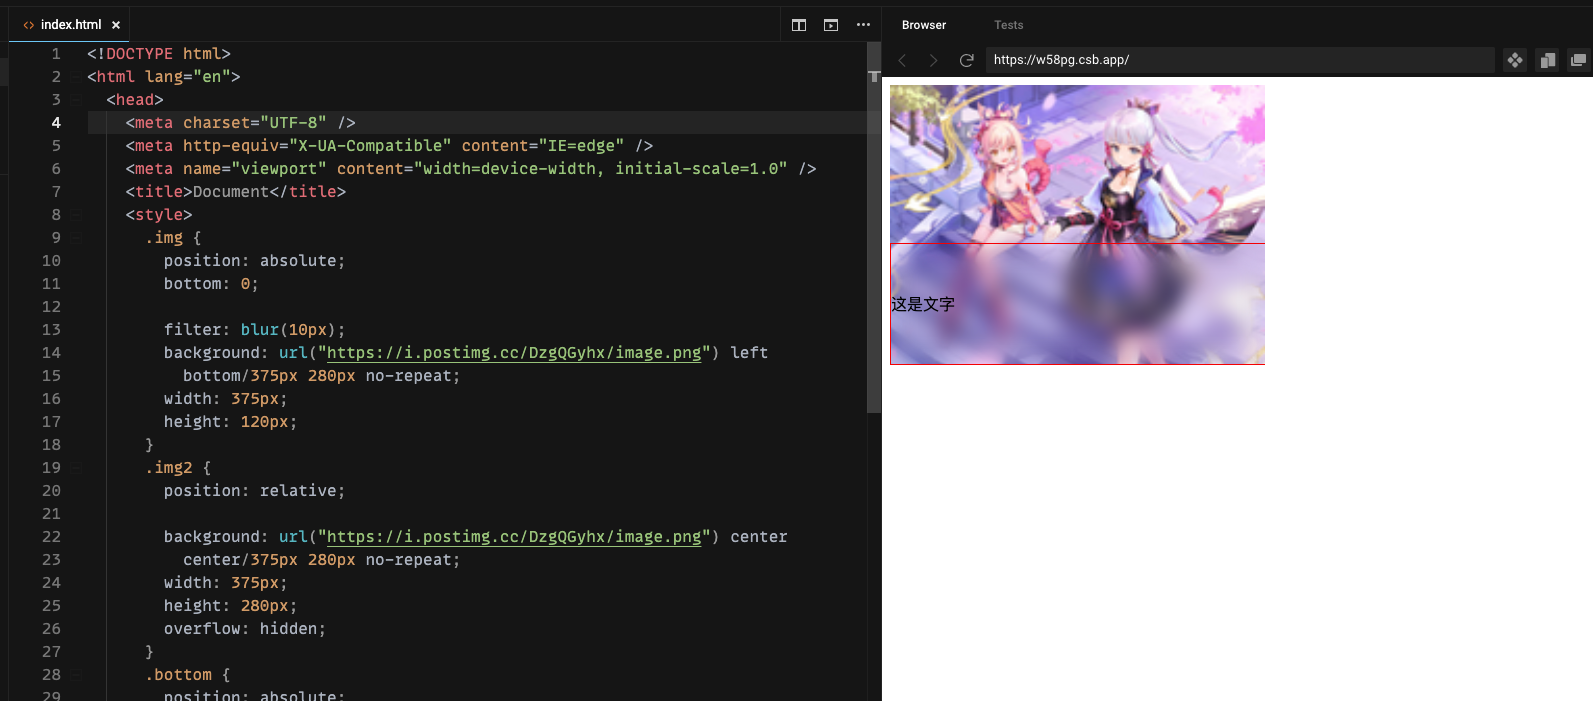 index.html
1 <!DOCTYPE html>
2 <html lang="en">
3 <head>
4 <meta charset="UTF-8" />
5 <meta http-equiv="X-UA-Compatible" content="IE=edge" />
6 <meta name="viewport" content="width=device-width, initial-scale=1.0" />
7 <title>Document</title>
8 <style>
9 .img {
10 position: absolute;
11 bottom: 0;
12
13 filter: blur(10px);
14 background: url("https://i.postimg.cc/DzgQGyhx/image.png") left
15 bottom/375px 280px no-repeat;
16 width: 375px;
17 height: 120px;
18 }
19 .img2 {
20 position: relative;
21
22 background: url("https://i.postimg.cc/DzgQGyhx/image.png") center
23 center/375px 280px no-repeat;
24 width: 375px;
25 height: 280px;
26 overflow: hidden;
27 }
28 .bottom {
29 position: absolute;
Browser Tests
https://w58pg.csb.app/
这是文字